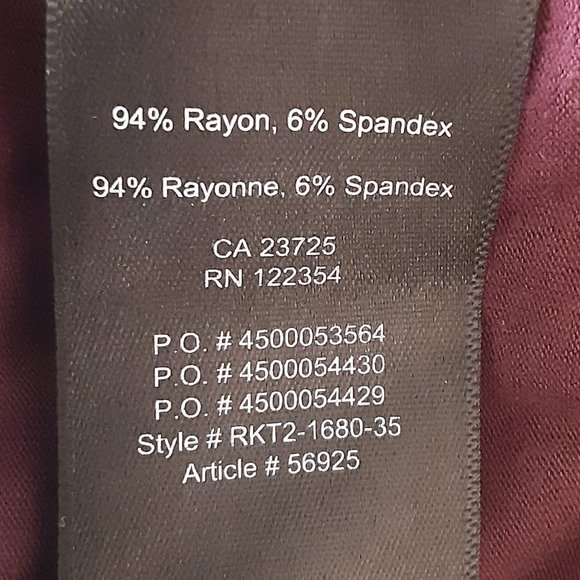 94% Rayon, 6% Spandex
94% Rayonne, 6% Spandex
CA 23725
RN 122354
P.O. # 4500053564
P.O. # 4500054430
P.O. # 4500054429
Style # RKT2-1680-35
Article # 56925